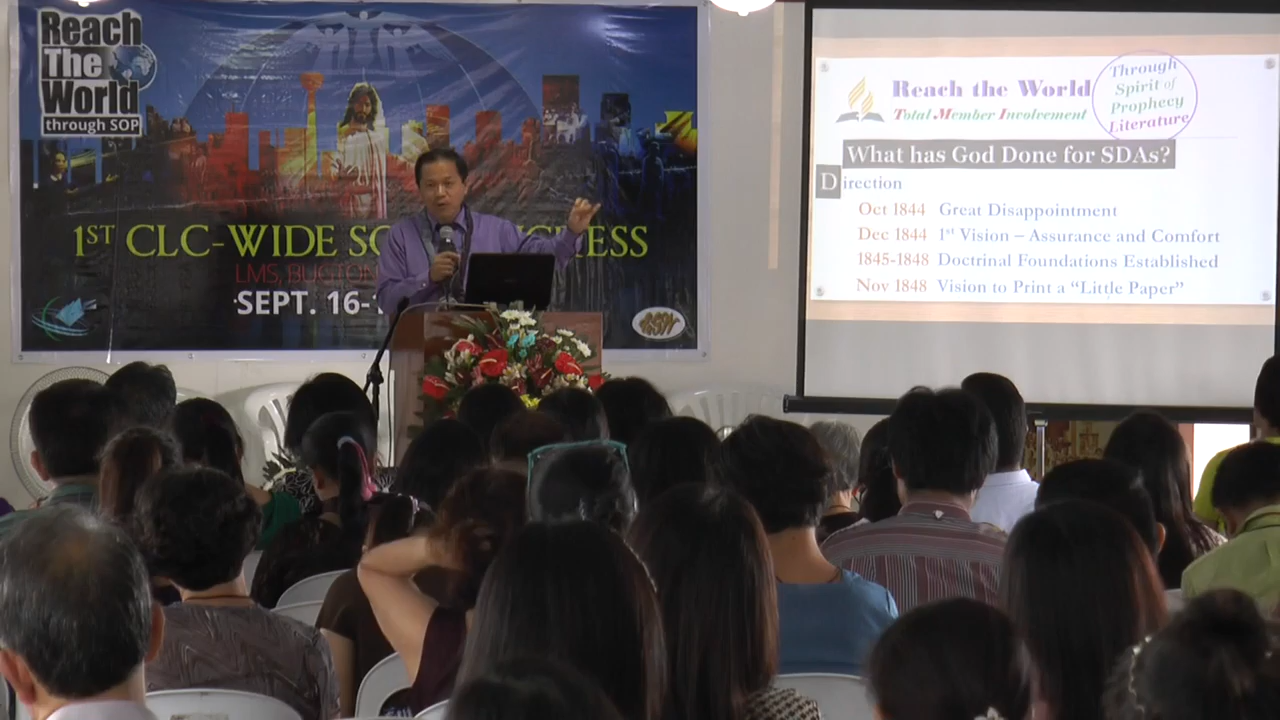 Reach
The
World
through SOP
1ST CLC-WIDE SO ESS
LMS,
SEPT. 16-
Reach the World
Total Member Involvement
Through
Spirit of
Prophecy
Literature
What has God Done for SDAs?
Direction
Oct 1844 Great Disappointment
Dec 1844 1st Vision – Assurance and Comfort
1845-1848 Doctrinal Foundations Established
Nov 1848 Vision to Print a “Little Paper”